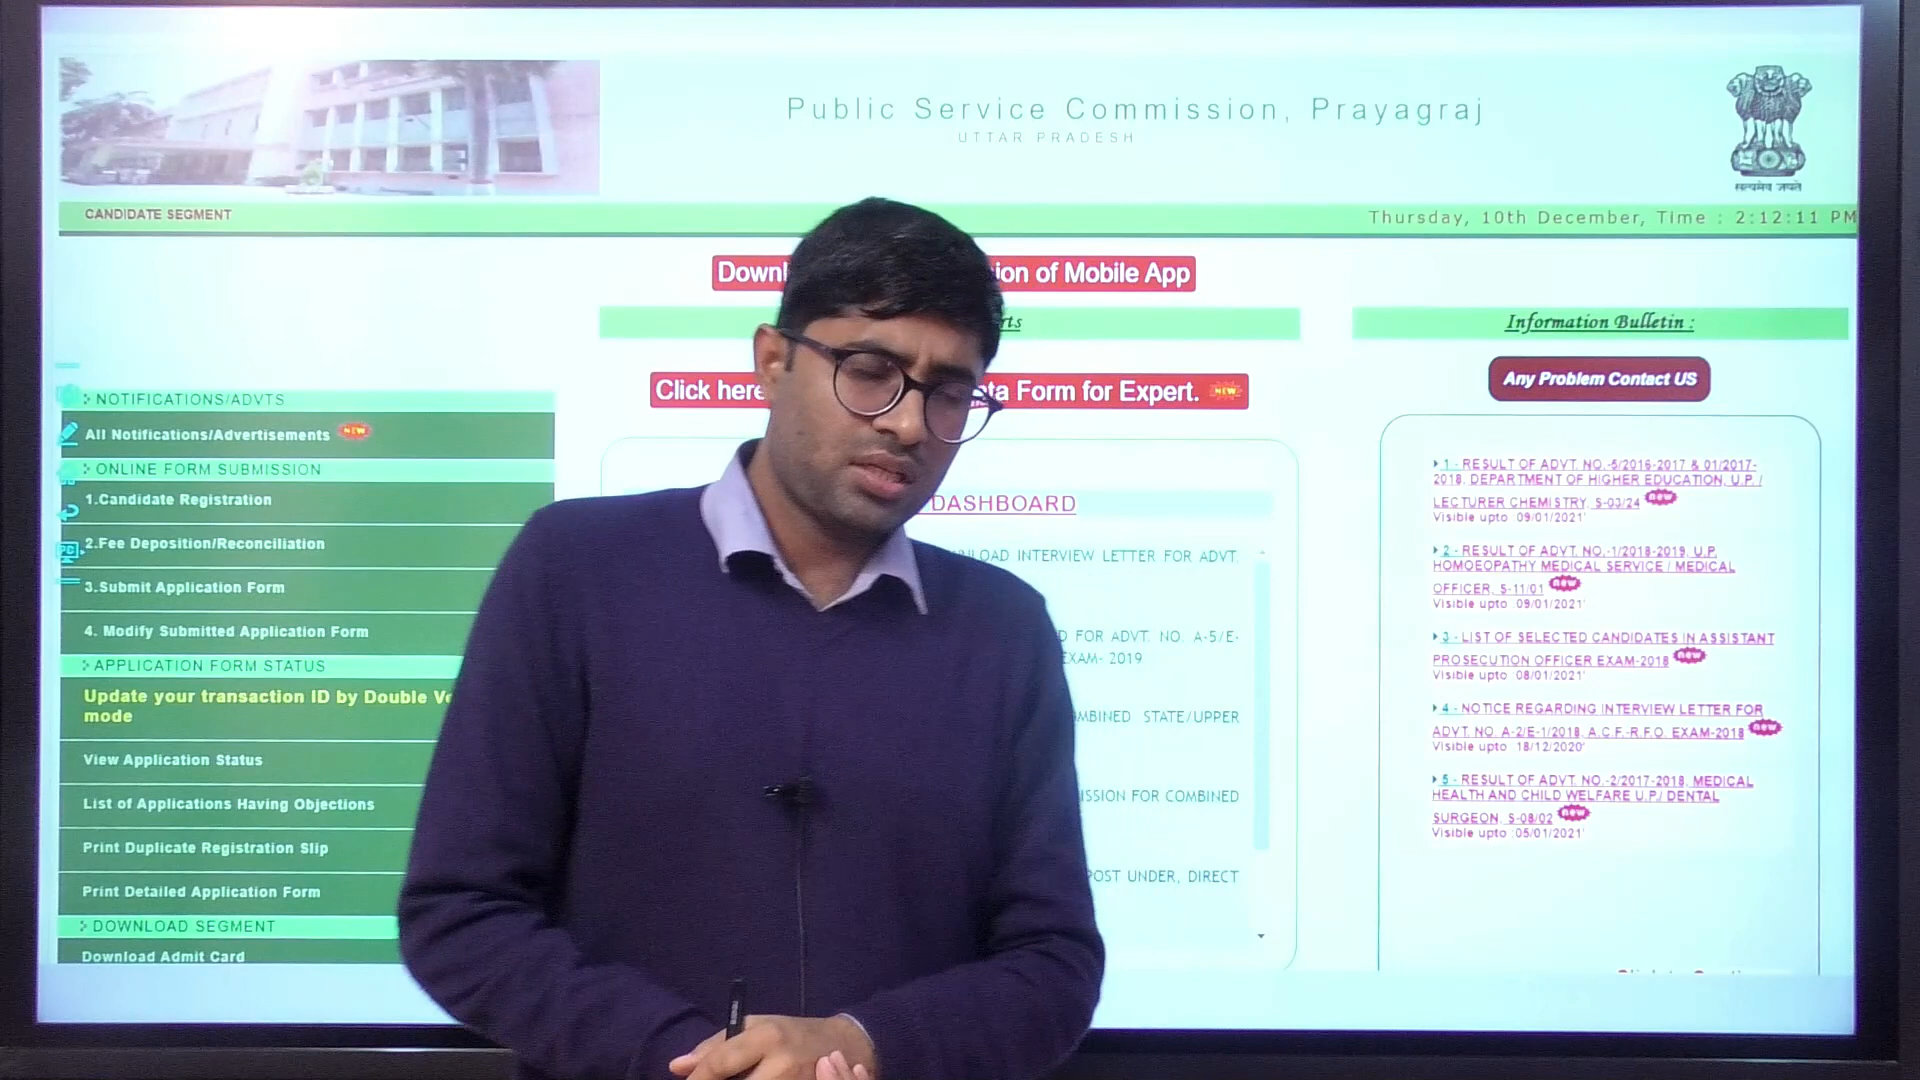 Public Service Commission, Prayagraj
UTTAR PRADESH
सत्यमेव जयते
CANDIDATE SEGMENT
Thursday, 10th December, Time : 2:12:11 PM
of Mobile App
Information Bulletin :
Click here
Form for Expert. NEW
Any Problem Contact US
NOTIFICATIONS/ADVTS
All Notifications/Advertisements NEW
ONLINE FORM SUBMISSION
1.Candidate Registration
2.Fee Deposition/Reconciliation
3.Submit Application Form
4. Modify Submitted Application Form
APPLICATION FORM STATUS
Update your transaction ID by Double
mode
View Application Status
List of Applications Having Objections
Print Duplicate Registration Slip
Print Detailed Application Form
DOWNLOAD SEGMENT
Download Admit Card
DASHBOARD
INTERVIEW LETTER FOR ADVT.
FOR ADVT. NO. A-5/E-
EXAM- 2019
STATE/UPPER
FOR COMBINED
POST UNDER, DIRECT
1 - RESULT OF ADVT. NO.-5/2016-2017 & 01/2017-
2018, DEPARTMENT OF HIGHER EDUCATION, U.P. /
LECTURER CHEMISTRY, S-03/24 new
Visible upto :09/01/2021'
2 - RESULT OF ADVT. NO.-1/2018-2019, U.P.
HOMOEOPATHY MEDICAL SERVICE / MEDICAL
OFFICER, S-11/01 new
Visible upto :09/01/2021'
3 - LIST OF SELECTED CANDIDATES IN ASSISTANT
PROSECUTION OFFICER EXAM-2018 new
Visible upto :08/01/2021'
4 - NOTICE REGARDING INTERVIEW LETTER FOR
ADVT. NO. A-2/E-1/2018, A.C.F.-R.F.O. EXAM-2018 new
Visible upto :18/12/2020'
5 - RESULT OF ADVT. NO.-2/2017-2018, MEDICAL
HEALTH AND CHILD WELFARE U.P./ DENTAL
SURGEON, S-08/02 new
Visible upto :05/01/2021'